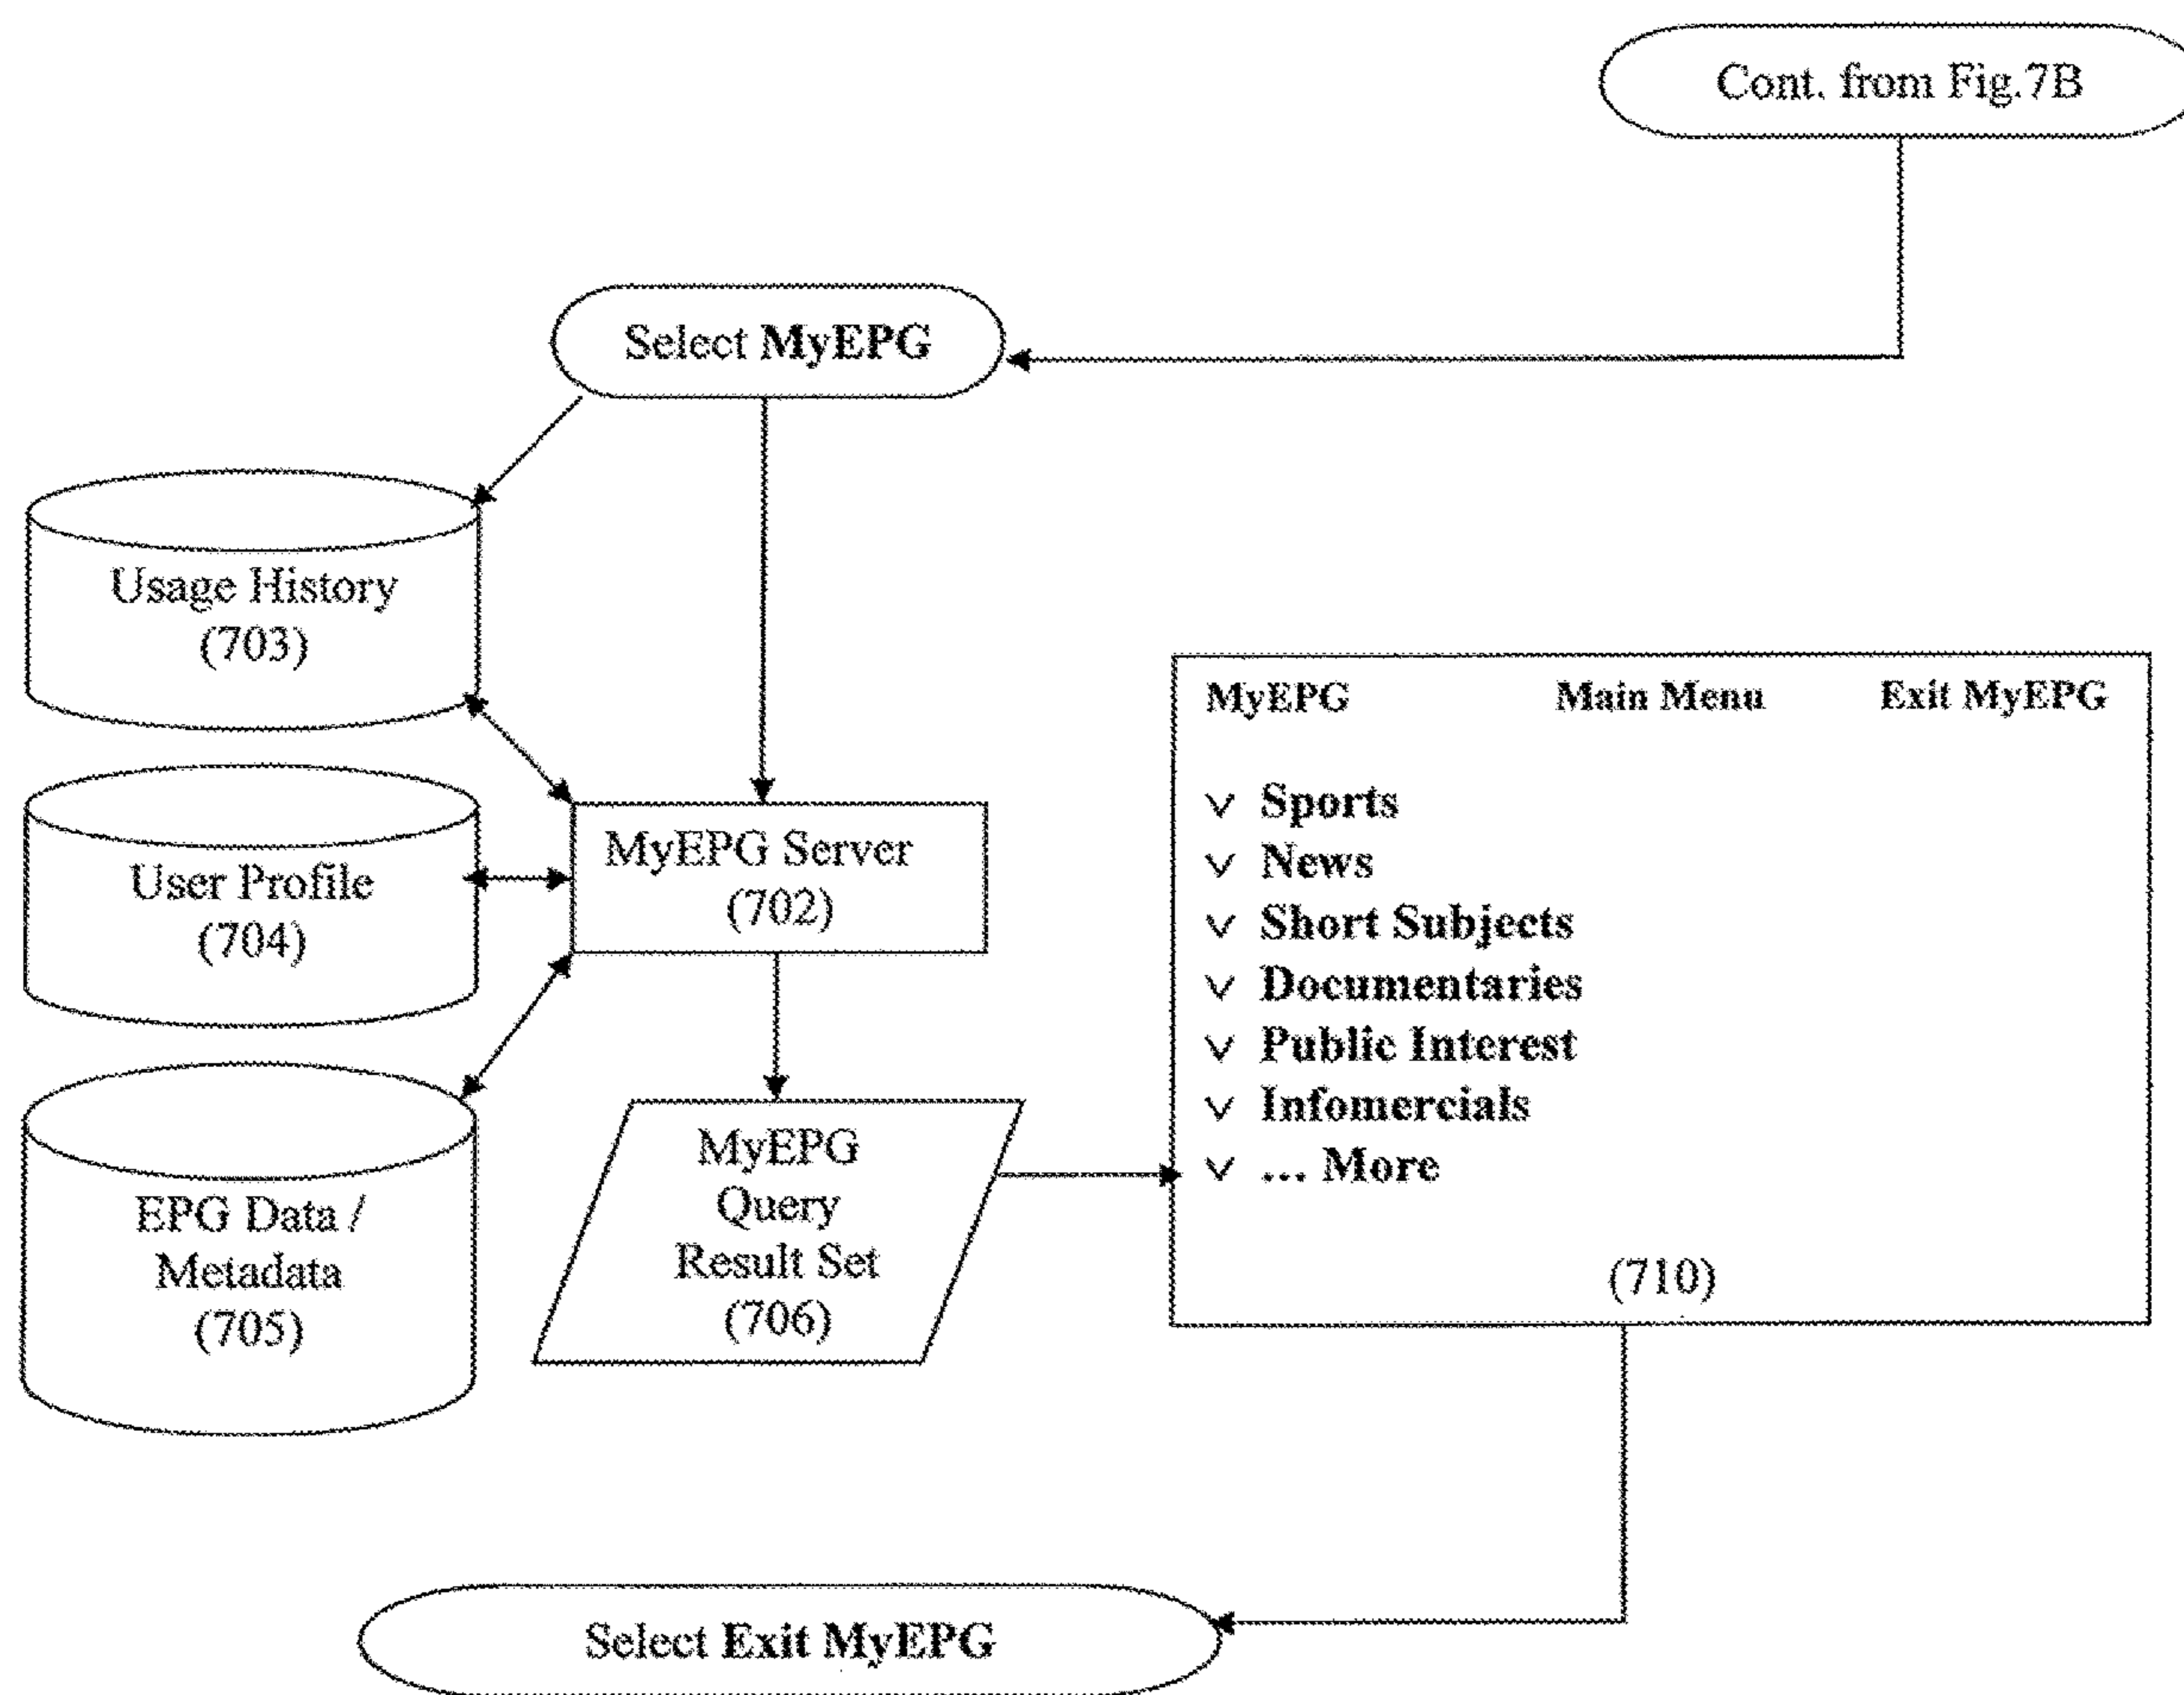 Cont. from Fig.7B
Select MyEPG
Usage History
(703)
User Profile
(704)
EPG Data /
Metadata
(705)
MyEPG Server
(702)
MyEPG
Query
Result Set
(706)
MyEPG Main Menu Exit MyEPG
v Sports
v News
v Short Subjects
v Documentaries
v Public Interest
v Infomercials
v ... More
(710)
Select Exit MyEPG